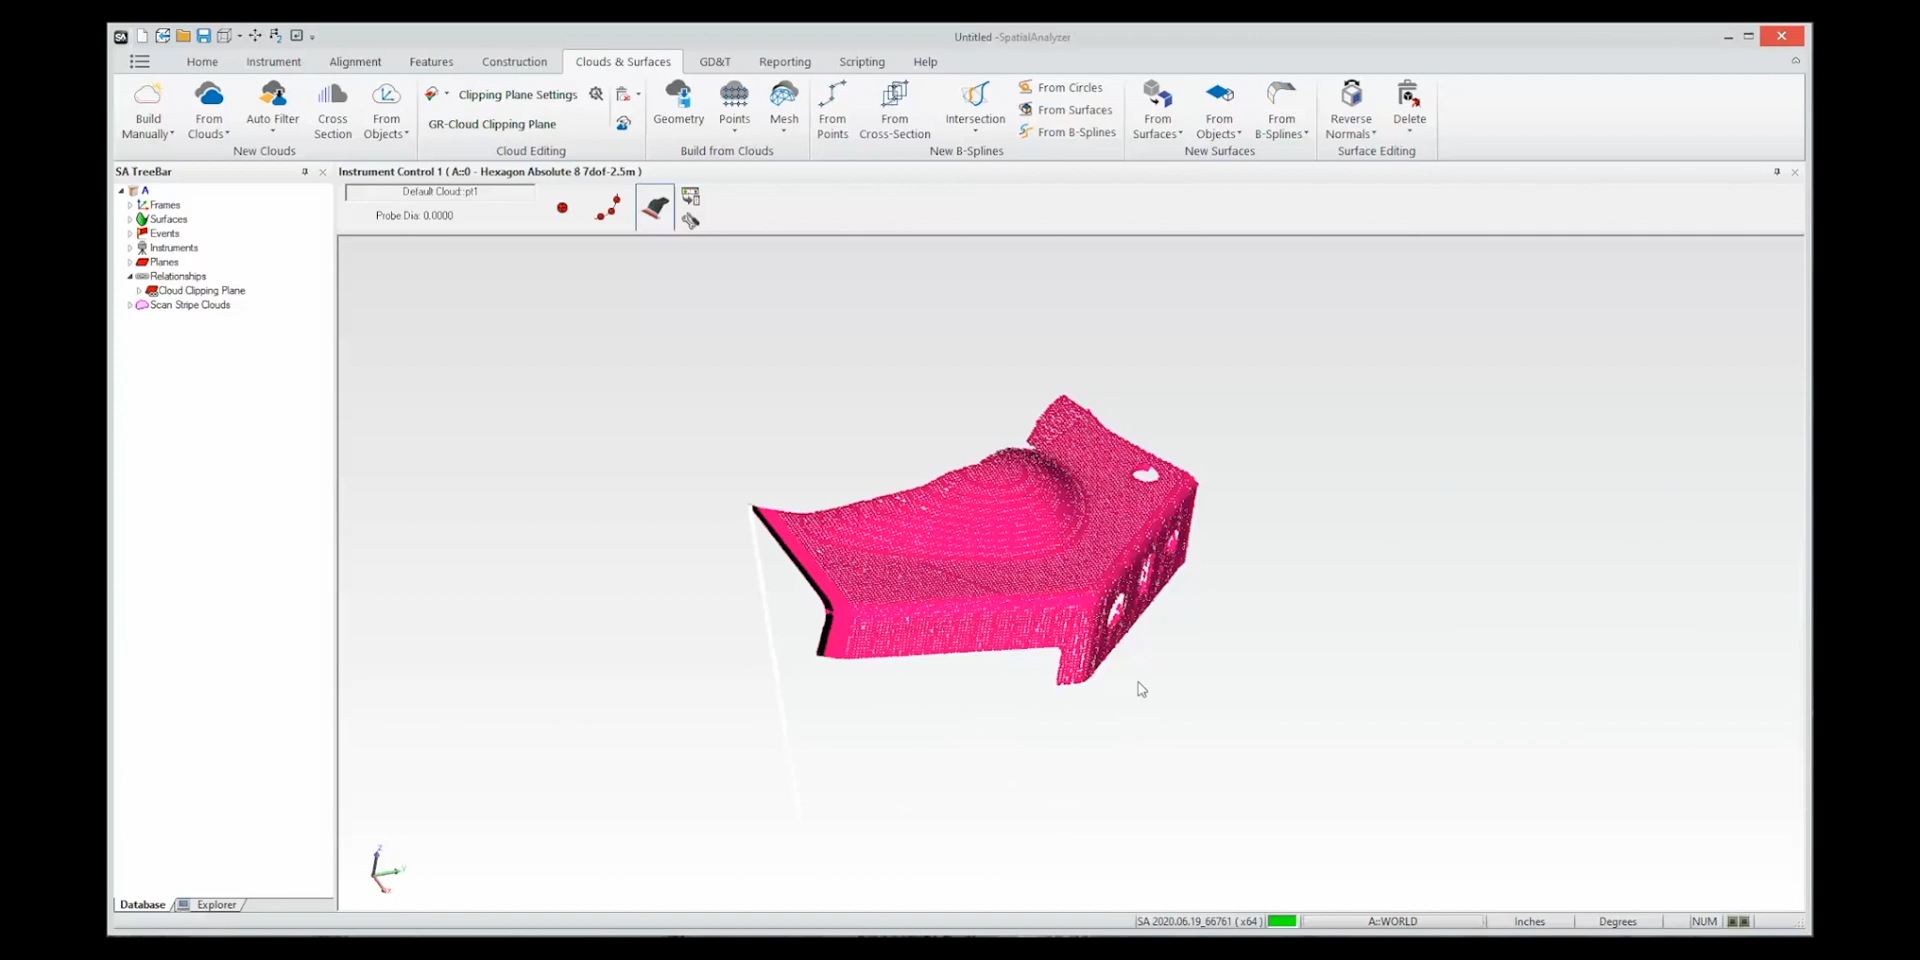 Untitled -SpatialAnalyzer
Home Instrument Alignment Features Construction Clouds & Surfaces GD&T Reporting Scripting Help
Build Manually
From Clouds
Auto Filter
Cross Section
From Objects
New Clouds
Clipping Plane Settings
GR-Cloud Clipping Plane
Cloud Editing
Geometry
Points
Mesh
Build from Clouds
From Points
From Cross-Section
Intersection
From Circles
From Surfaces
From B-Splines
New B-Splines
From Surfaces
From Objects
From B-Splines
New Surfaces
Reverse Normals
Delete
Surface Editing
SA TreeBar
Instrument Control 1 ( A::0 - Hexagon Absolute 8 7dof-2.5m )
Default Cloud::pt1
Probe Dia: 0.0000
A
Frames
Surfaces
Events
Instruments
Planes
Relationships
Cloud Clipping Plane
Scan Stripe Clouds
Database Explorer
SA 2020.06.19_66761 ( x64 ) A::WORLD Inches Degrees NUM